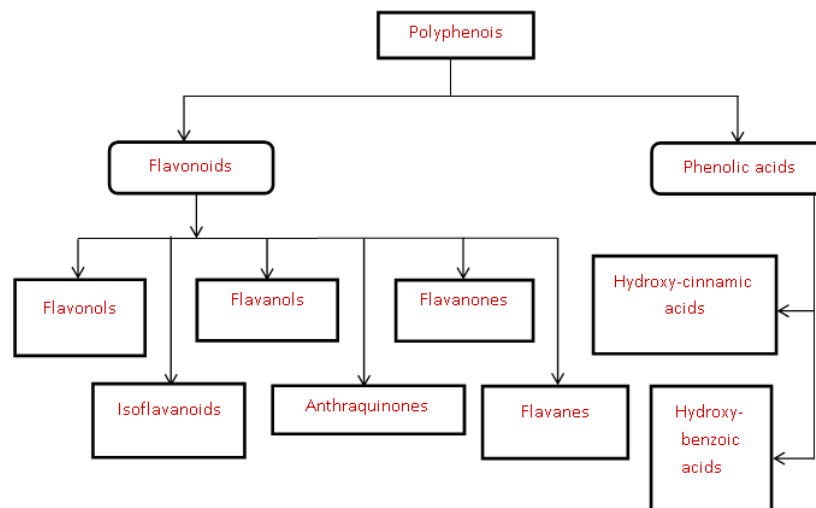 Polyphenois
Flavonoids
Phenolic acids
Flavonols
Flavanols
Flavanones
Hydroxy-cinnamic
acids
Isoflavanoids
Anthraquinones
Flavanes
Hydroxy-
benzoic
acids